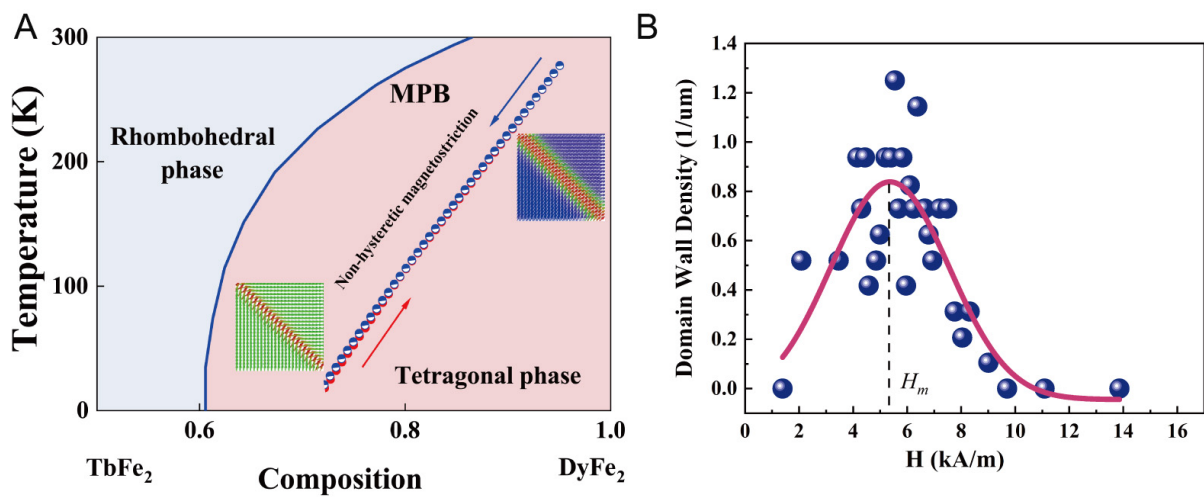 A
300
200
100
0
Temperature (K)
Rhombohedral
phase
MPB
Non-hysteretic magnetostriction
Tetragonal phase
0.6
0.8
1.0
TbFe2
Composition
DyFe2
B
1.4
1.2
1.0
0.8
0.6
0.4
0.2
0.0
Domain Wall Density (1/um)
Hm
0
2
4
6
8
10
12
14
16
H (kA/m)